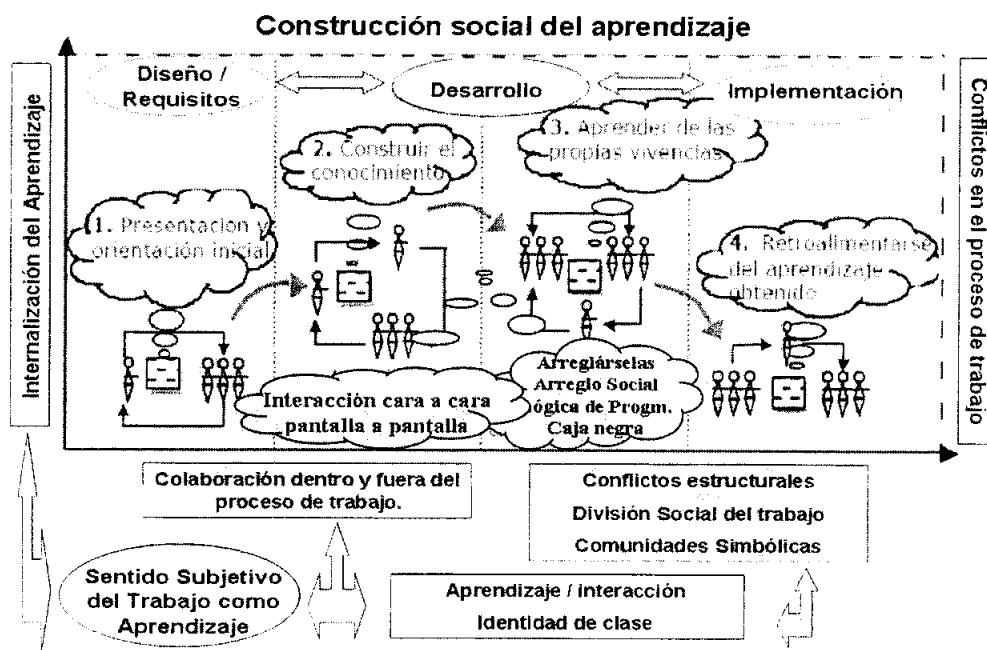 Construcción social del aprendizaje
Internalización del Aprendizaje
Conflictos en el proceso de trabajo
Diseño /
Requisitos
Desarrollo
Implementación
1. Presentación y
orientación inicial
2. Construir el
conocimiento
3. Aprender de las
propias vivencias
4. Retroalimentarse
del aprendizaje
obtenido
Interacción cara a cara
pantalla a pantalla
Arreglárselas
Arreglo Social
ógica de Progm.
Caja negra
Colaboración dentro y fuera del
proceso de trabajo.
Conflictos estructurales
División Social del trabajo
Comunidades Simbólicas
Sentido Subjetivo
del Trabajo como
Aprendizaje
Aprendizaje / interacción
Identidad de clase